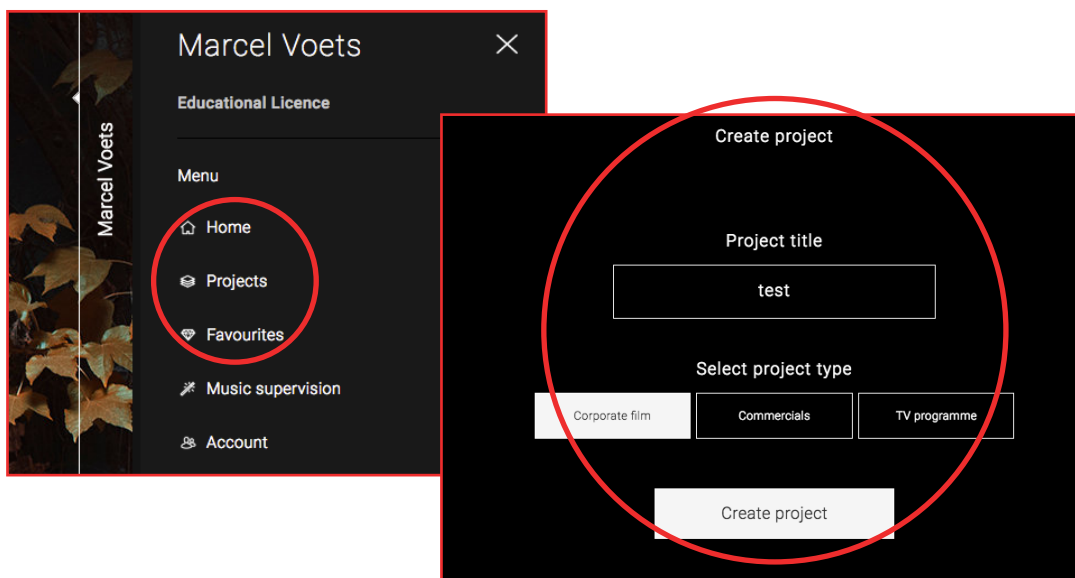 Marcel Voets
Educational Licence
Marcel Voets
Menu
Home
Projects
Favourites
Music supervision
Account
Create project
Project title
test
Select project type
Corporate film
Commercials
TV programme
Create project